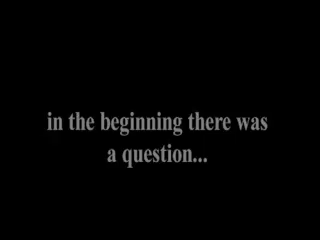 in the beginning there was
a question...